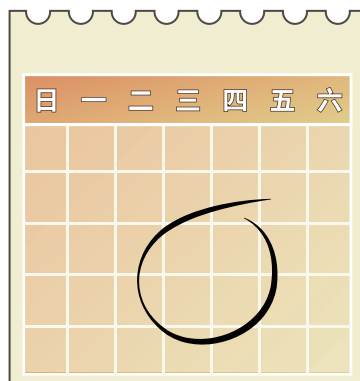 日 一 二 三 四 五 六